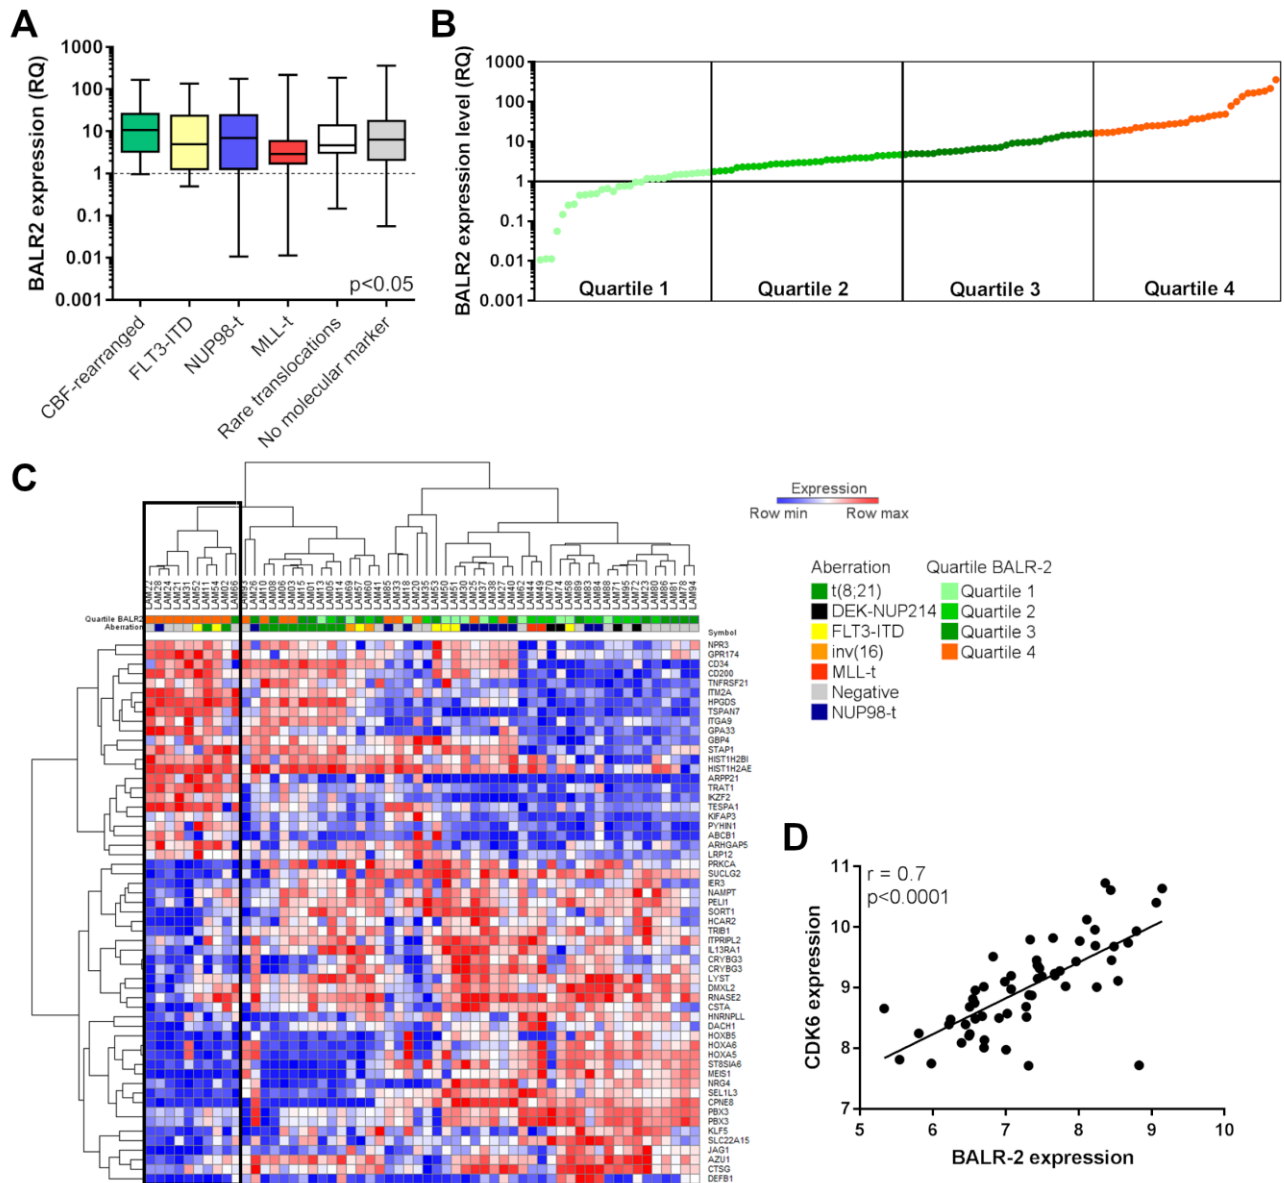 A
BALR2 expression (RQ)
1000
100
10
1
0.1
0.01
0.001
p<0.05
CBF-rearranged
FLT3-ITD
NUP98-t
MLL-t
Rare translocations
No molecular marker
B
BALR2 expression level (RQ)
1000
100
10
1
0.1
0.01
0.001
Quartile 1
Quartile 2
Quartile 3
Quartile 4
C
Expression
Row min
Row max
Aberration
t(8;21)
DEK-NUP214
FLT3-ITD
inv(16)
MLL-t
Negative
NUP98-t
Quartile BALR-2
Quartile 1
Quartile 2
Quartile 3
Quartile 4
Quartile BALR2
Aberration
Symbol
NPR3
GPR174
CD34
CD200
TNFRSF21
ITM2A
HPGDS
TSPAN7
ITGA9
GPA33
GBP4
STAP1
HIST1H2BI
HIST1H2AE
ARPP21
TRAT1
IKZF2
TESPA1
KIFAP3
PYHIN1
ABCB1
ARHGAP5
LRP12
PRKCA
SUCLG2
IER3
NAMPT
PELI1
SORT1
HCAR2
TRIB1
ITPRIPL2
IL13RA1
CRYBG3
CRYBG3
LYST
DMXL2
RNASE2
CSTA
HNRNPLL
DACH1
HOXB5
HOXA6
HOXA5
ST8SIA6
MEIS1
NRG4
SEL1L3
CPNE8
PBX3
PBX3
KLF5
SLC22A15
JAG1
AZU1
CTSG
DEFB1
D
r = 0.7
p<0.0001
CDK6 expression
11
10
9
8
7
5
6
7
8
9
10
BALR-2 expression